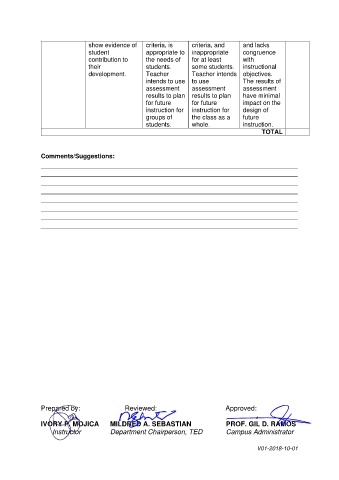 show evidence of
student
contribution to
their
development.
criteria, is
appropriate to
the needs of
students.
Teacher
intends to use
assessment
results to plan
for future
instruction for
groups of
students.
criteria, and
inappropriate
for at least
some students.
Teacher intends
to use
assessment
results to plan
for future
instruction for
the class as a
whole.
and lacks
congruence
with
instructional
objectives.
The results of
assessment
have minimal
impact on the
design of
future
instruction.
TOTAL
Comments/Suggestions:
Prepared by: Reviewed: Approved:
IVORY P. MOJICA MILDRED A. SEBASTIAN PROF. GIL D. RAMOS
Instructor Department Chairperson, TED Campus Administrator
V01-2018-10-01